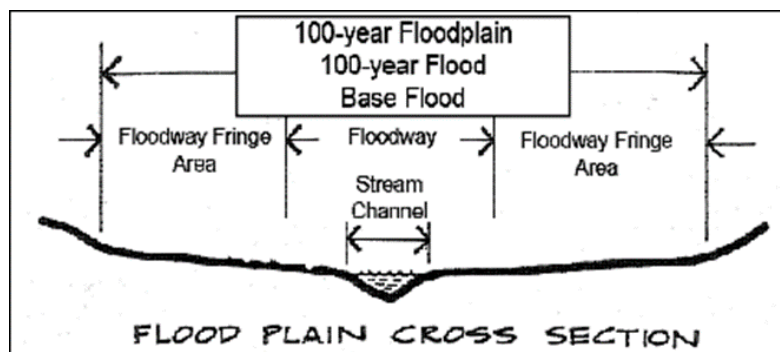 100-year Floodplain
100-year Flood
Base Flood
Floodway Fringe
Area
Floodway
Floodway Fringe
Area
Stream
Channel
FLOOD PLAIN CROSS SECTION